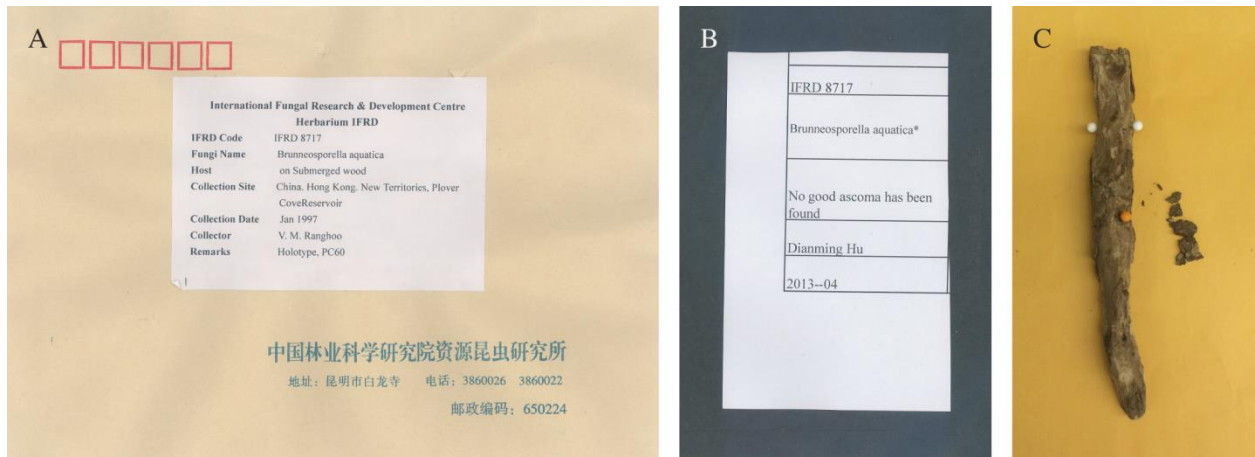 A
International Fungal Research & Development Centre
Herbarium IFRD
IFRD Code IFRD 8717
Fungi Name Brunneosporella aquatica
Host on Submerged wood
Collection Site China. Hong Kong. New Territories, Plover
CoveReservoir
Collection Date Jan 1997
Collector V. M. Ranghoo
Remarks Holotype, PC60
中国林业科学研究院资源昆虫研究所
地址：昆明市白龙寺 电话：3860026 3860022
邮政编码：650224
B
IFRD 8717
Brunneosporella aquatica*
No good ascoma has been
found
Dianming Hu
2013--04
C